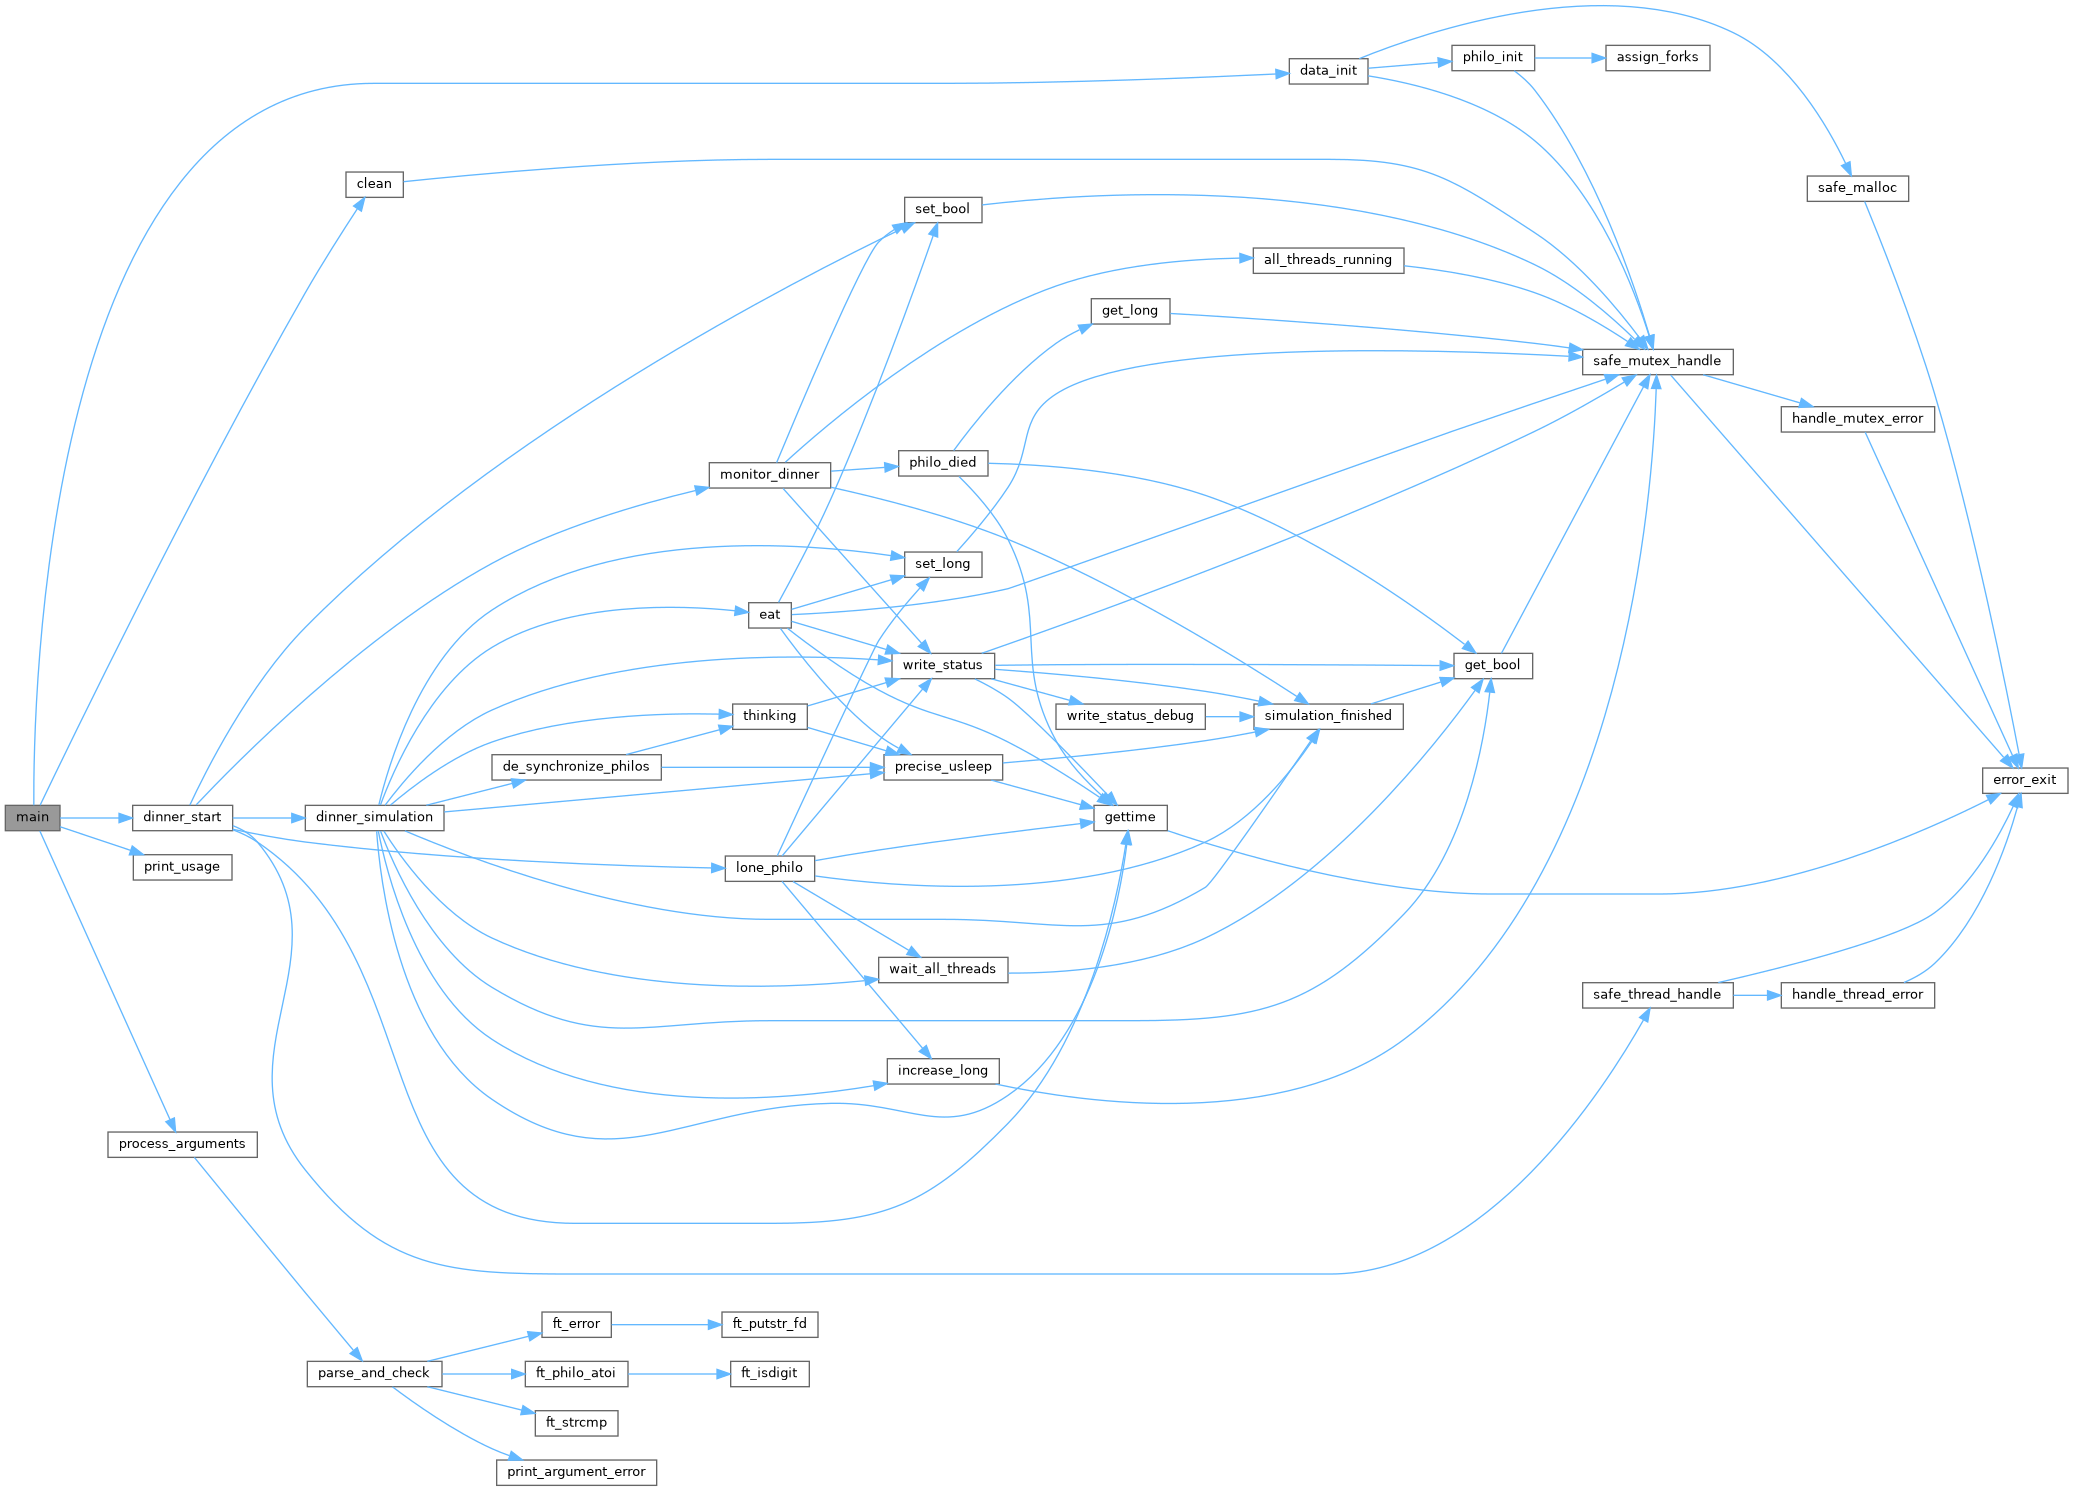 data_init
philo_init
assign_forks
clean
safe_malloc
set_bool
all_threads_running
get_long
safe_mutex_handle
handle_mutex_error
monitor_dinner
philo_died
set_long
eat
write_status
get_bool
thinking
write_status_debug
simulation_finished
de_synchronize_philos
precise_usleep
error_exit
main
dinner_start
dinner_simulation
gettime
print_usage
lone_philo
wait_all_threads
safe_thread_handle
handle_thread_error
increase_long
process_arguments
ft_error
ft_putstr_fd
parse_and_check
ft_philo_atoi
ft_isdigit
ft_strcmp
print_argument_error